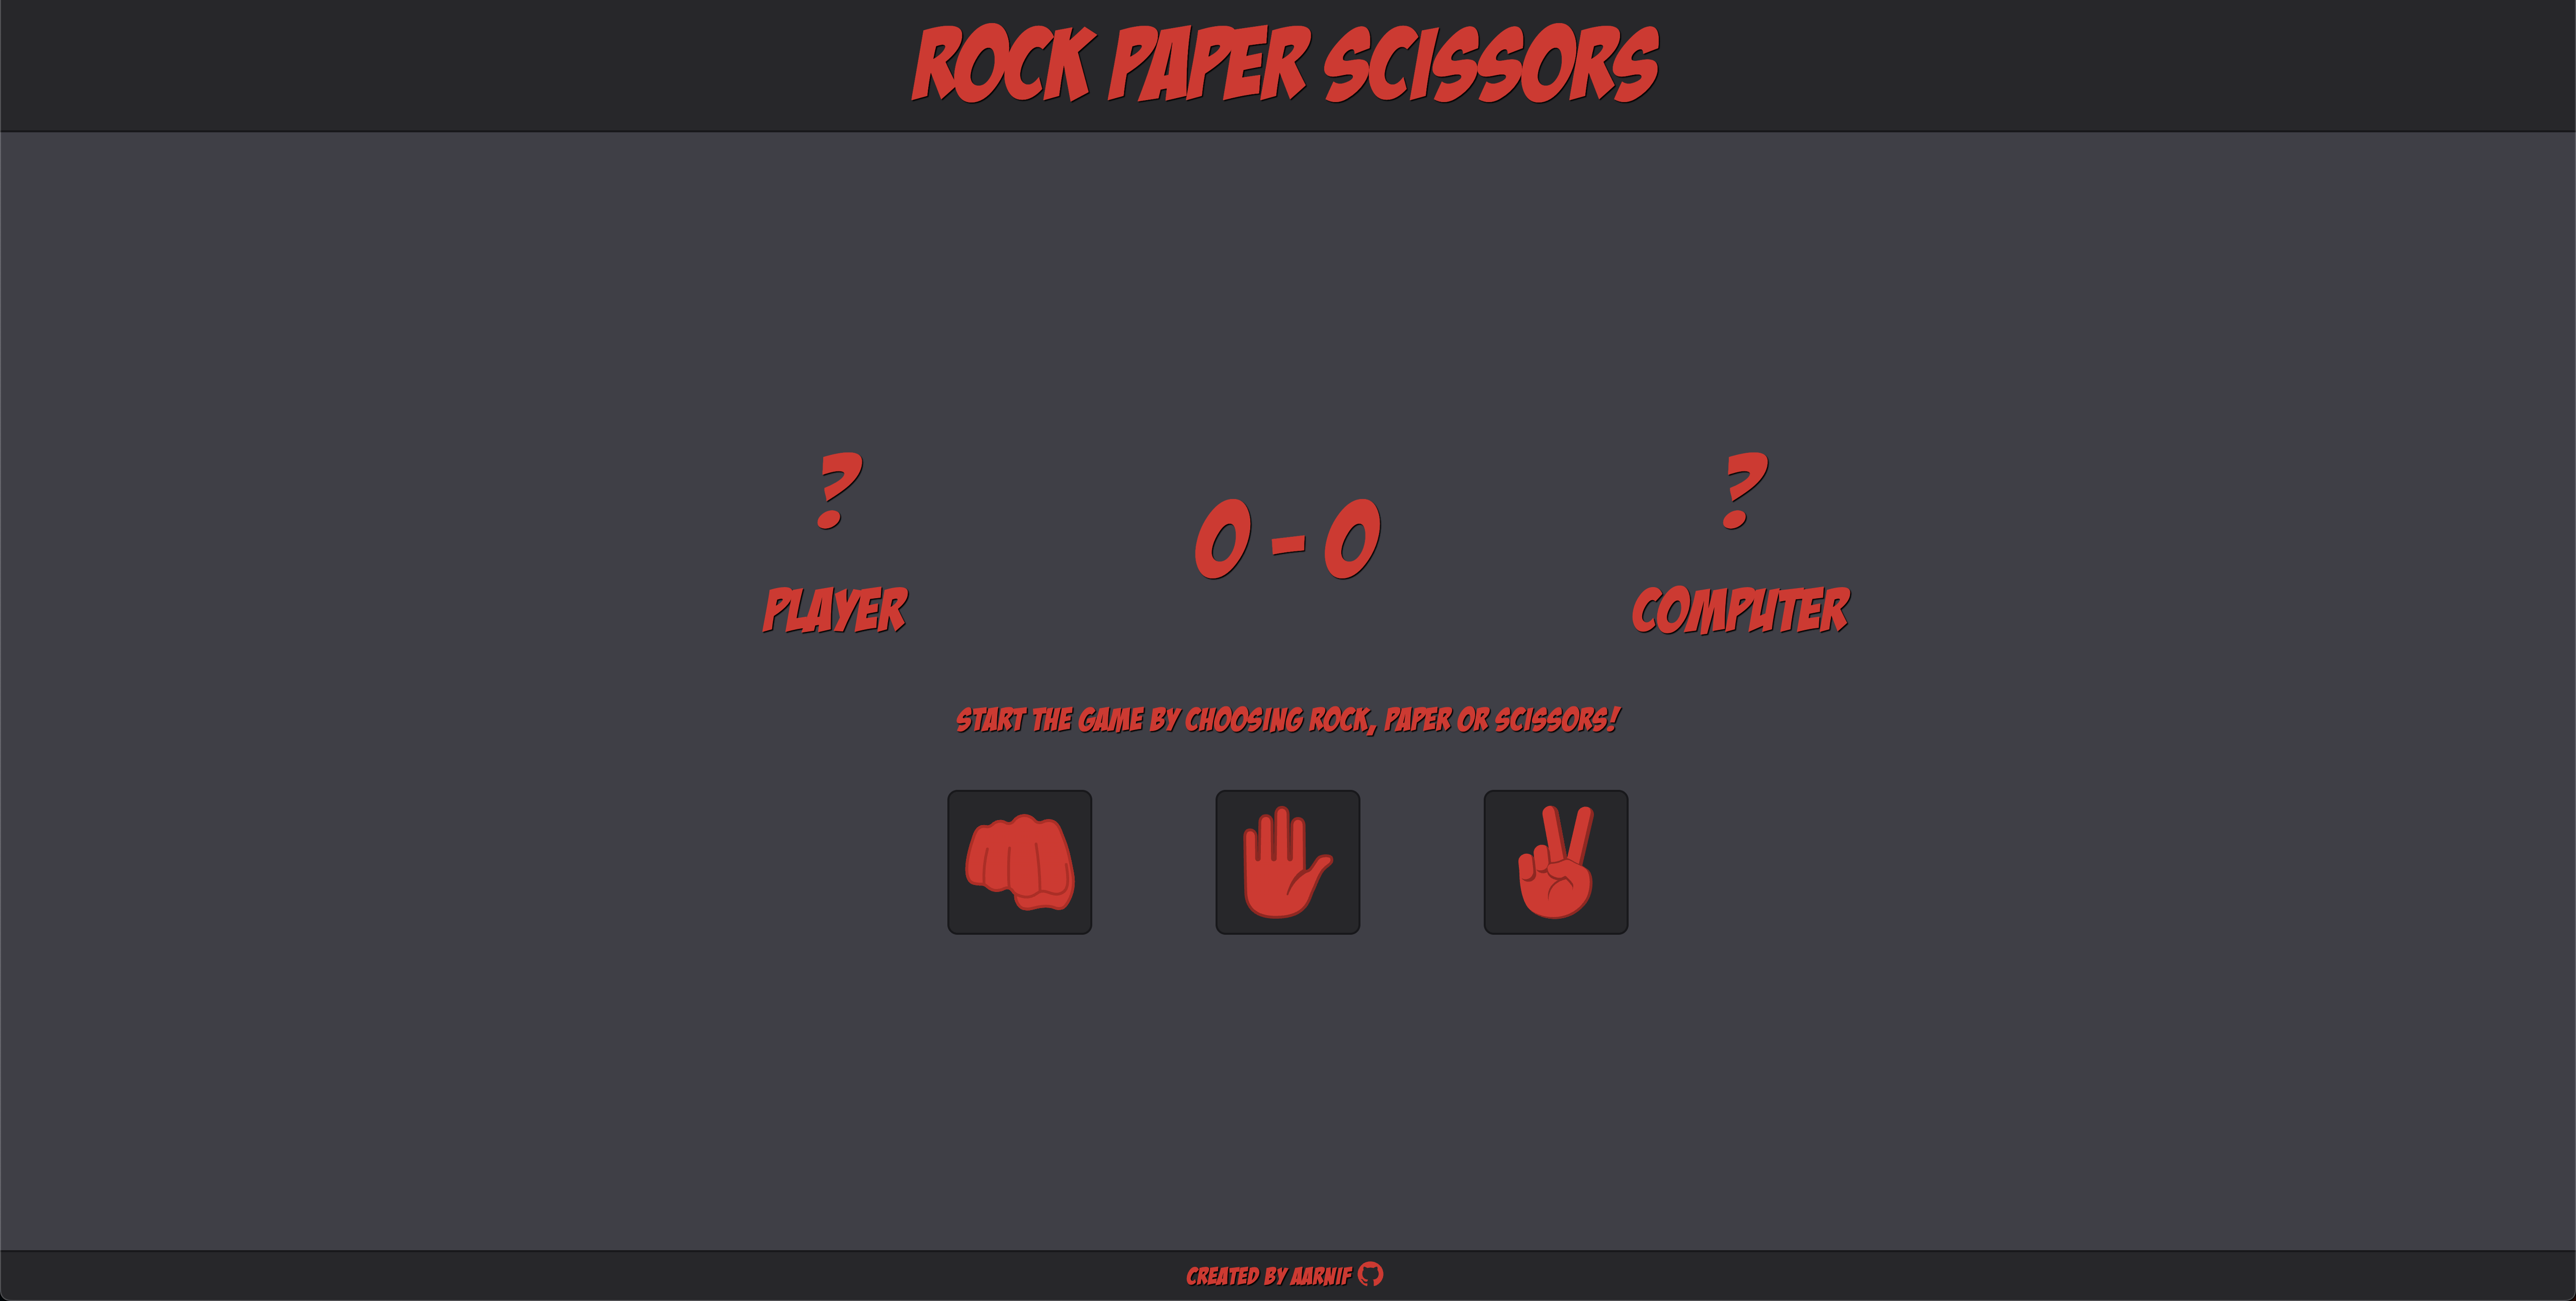 ROCK PAPER SCISSORS
?
?
0 - 0
PLAYER
COMPUTER
START THE GAME BY CHOOSING ROCK, PAPER OR SCISSORS!
CREATED BY AARNIF